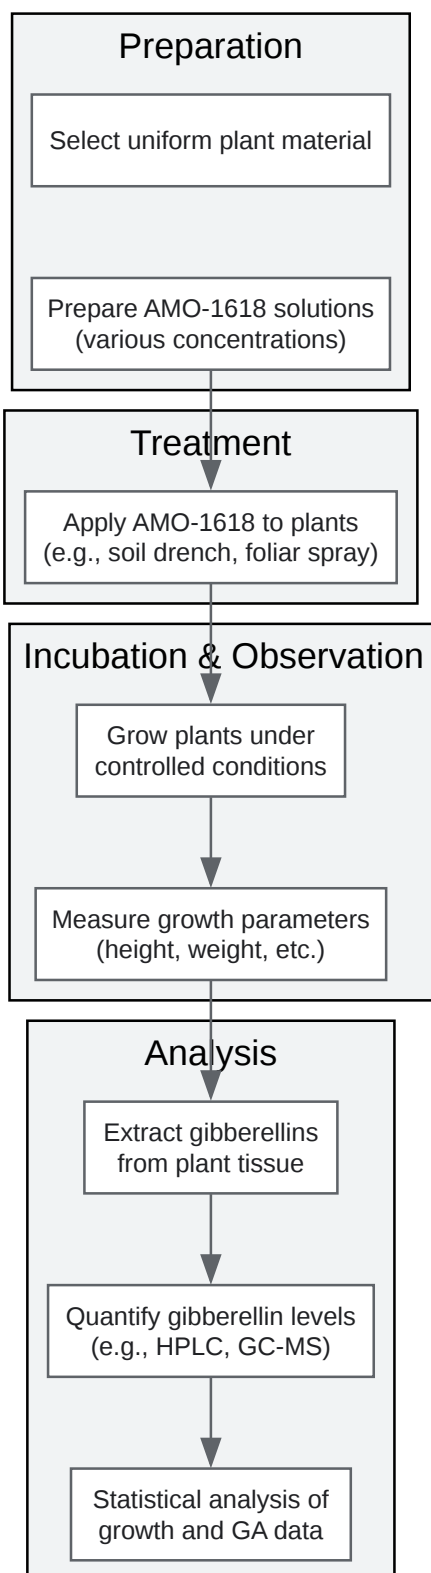 Preparation
Select uniform plant material
Prepare AMO-1618 solutions
(various concentrations)
Treatment
Apply AMO-1618 to plants
(e.g., soil drench, foliar spray)
Incubation & Observation
Grow plants under
controlled conditions
Measure growth parameters
(height, weight, etc.)
Analysis
Extract gibberellins
from plant tissue
Quantify gibberellin levels
(e.g., HPLC, GC-MS)
Statistical analysis of
growth and GA data